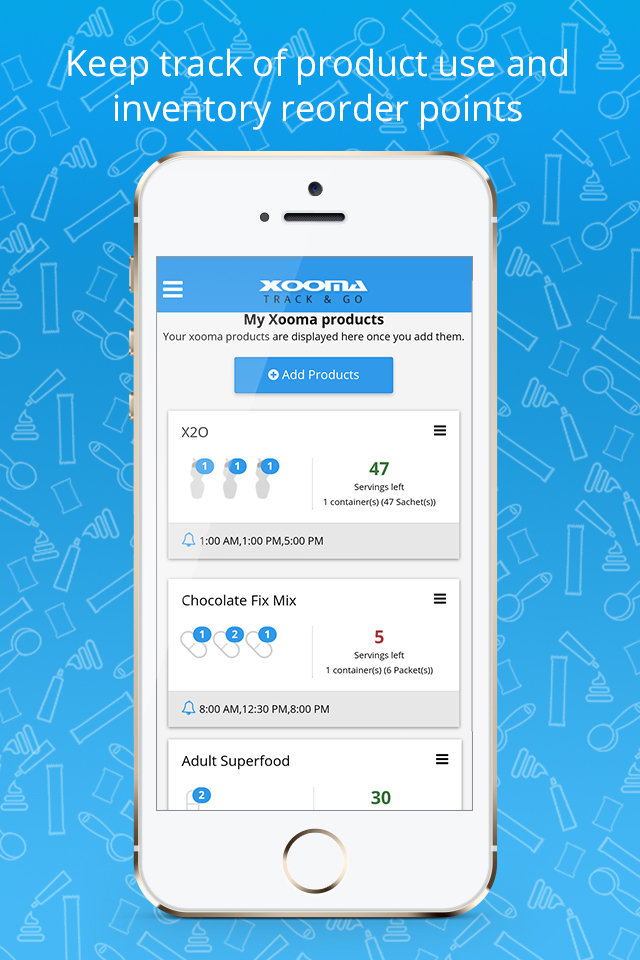 Keep track of product use and
inventory reorder points
XOOMA
TRACK & GO
My Xooma products
Your xooma products are displayed here once you add them.
Add Products
X2O
1 1 1
47
Servings left
1 container(s) (47 Sachet(s))
1:00 AM,1:00 PM,5:00 PM
Chocolate Fix Mix
1 2 1
5
Servings left
1 container(s) (6 Packet(s))
8:00 AM,12:30 PM,8:00 PM
Adult Superfood
2
30